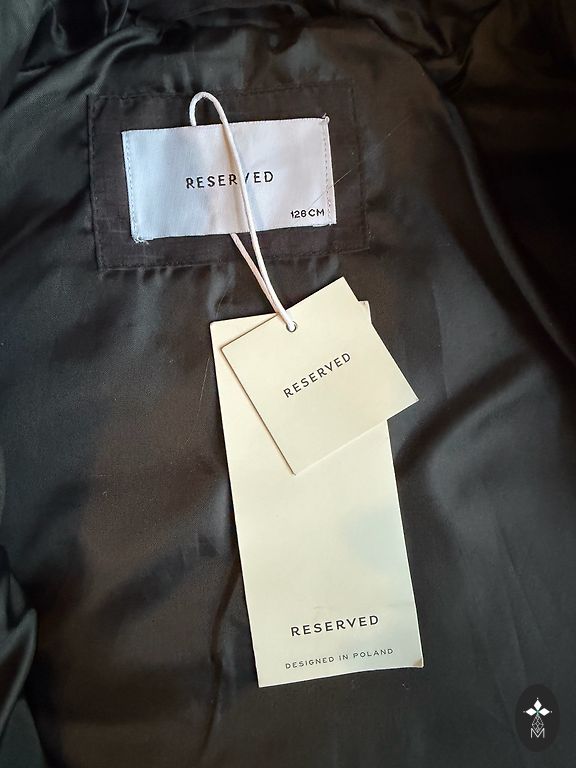 RESERVED
128 CM
RESERVED
RESERVED
DESIGNED IN POLAND